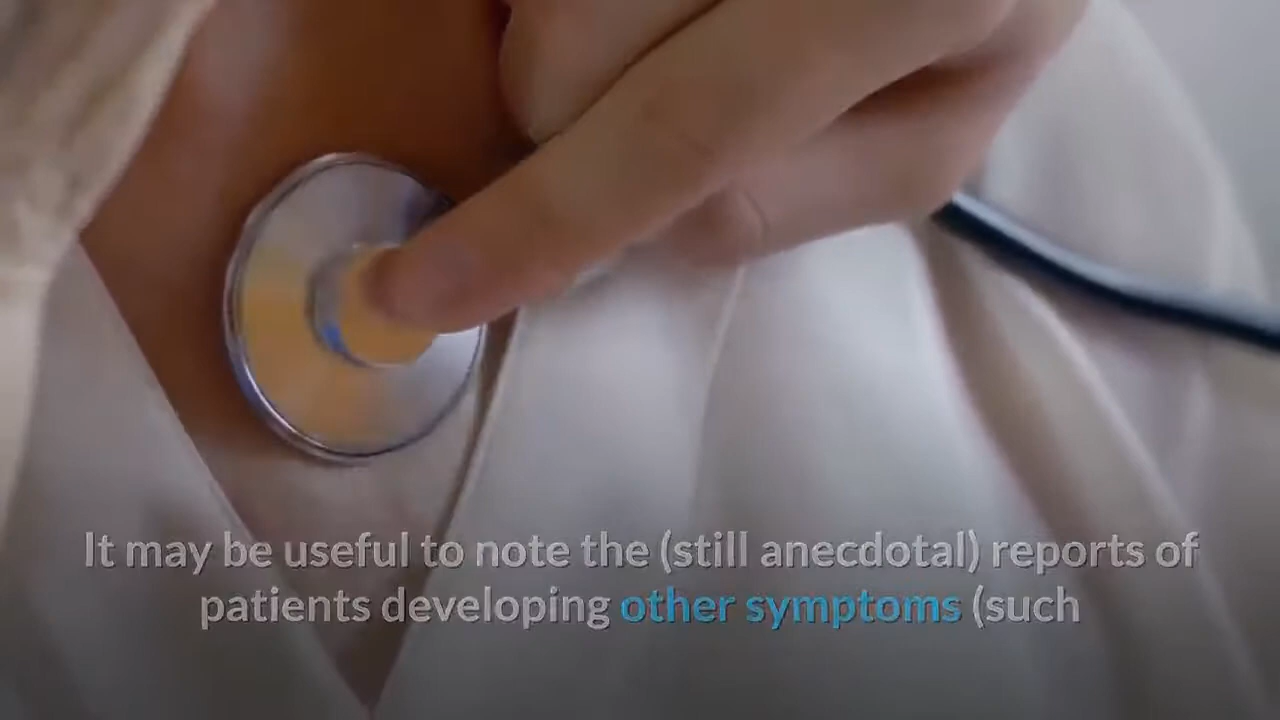 It may be useful to note the (still anecdotal) reports of
patients developing other symptoms (such